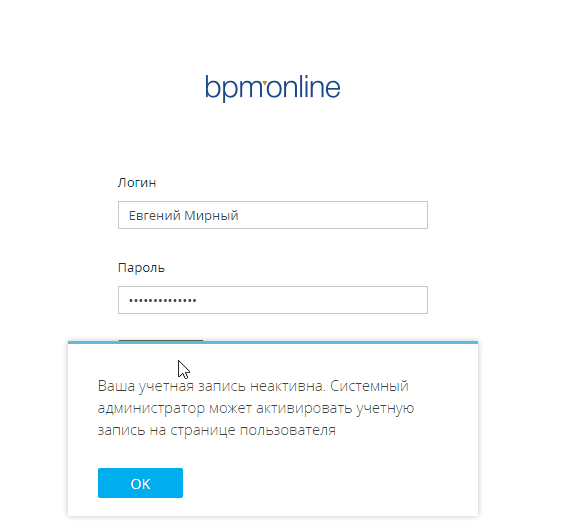 bpm'online
Логин
Евгений Мирный
Пароль
••••••••••••••
Ваша учетная запись неактивна. Системный
администратор может активировать учетную
запись на странице пользователя
OK